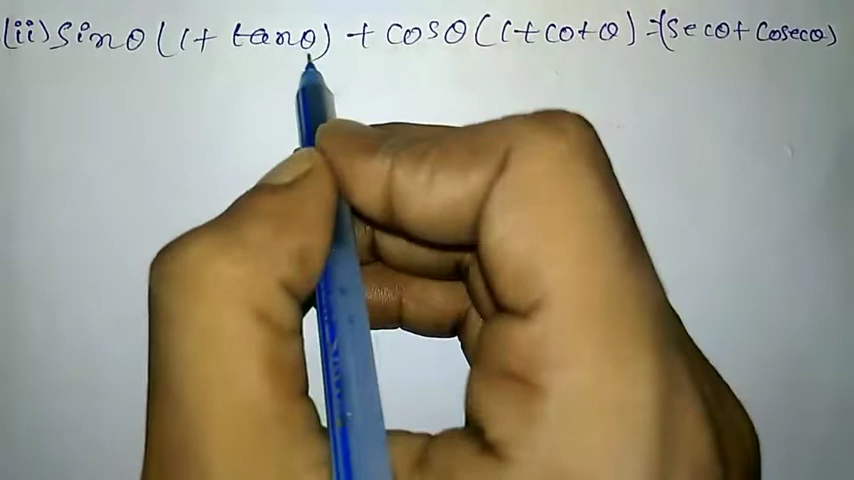 (ii) sinθ(1+ tanθ) + cosθ(1+cotθ) =(secθ+ cosecθ)